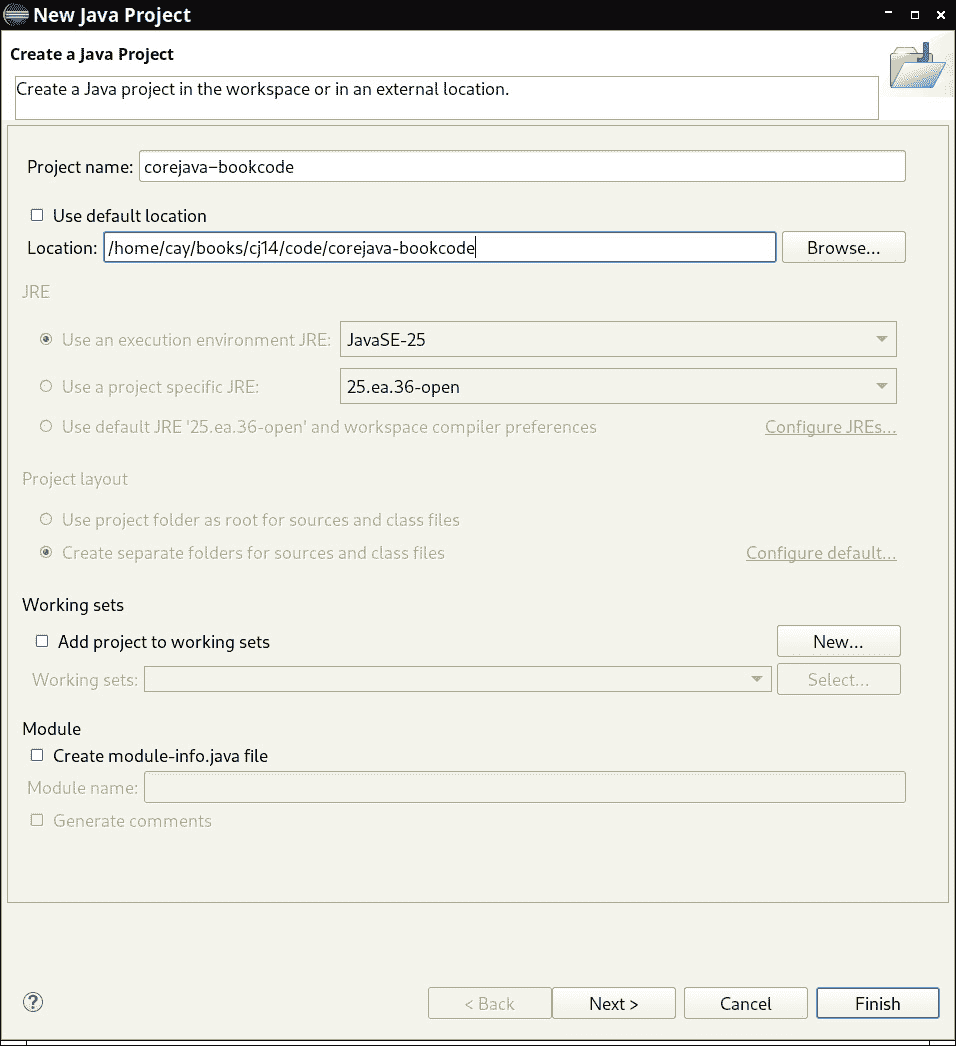 New Java Project
Create a Java Project
Create a Java project in the workspace or in an external location.
Project name: corejava-bookcode
Use default location
Location: /home/cay/books/cj14/code/corejava-bookcode Browse...
JRE
Use an execution environment JRE: JavaSE-25
Use a project specific JRE: 25.ea.36-open
Use default JRE '25.ea.36-open' and workspace compiler preferences Configure JREs...
Project layout
Use project folder as root for sources and class files
Create separate folders for sources and class files Configure default...
Working sets
Add project to working sets New...
Working sets: Select...
Module
Create module-info.java file
Module name:
Generate comments
? < Back Next > Cancel Finish